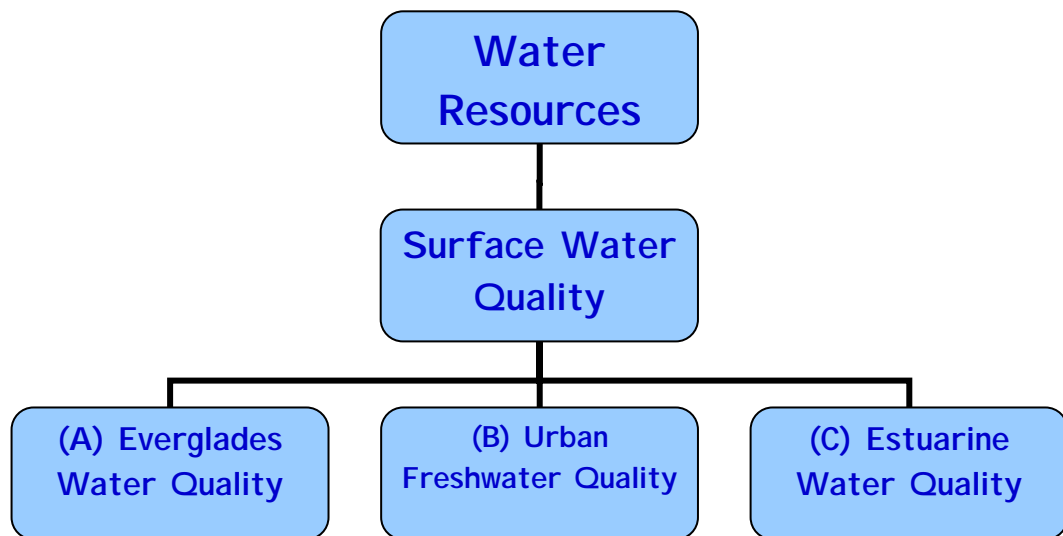 Water
Resources
Surface Water
Quality
(A) Everglades
Water Quality
(B) Urban
Freshwater Quality
(C) Estuarine
Water Quality